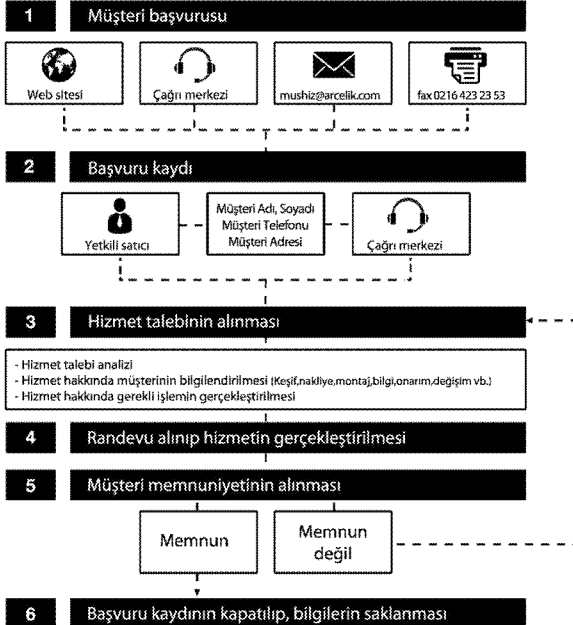 1 Müşteri başvurusu
Web sitesi
Çağrı merkezi
mushiz@arcelik.com
fax 0216 423 23 53
2 Başvuru kaydı
Yetkili satıcı
Müşteri Adı, Soyadı
Müşteri Telefonu
Müşteri Adresi
Çağrı merkezi
3 Hizmet talebinin alınması
- Hizmet talebi analizi
- Hizmet hakkında müşterinin bilgilendirilmesi (Keşif,nakliye,montaj,bilgi,onarım,değişim vb.)
- Hizmet hakkında gerekli işlemin gerçekleştirilmesi
4 Randevu alınıp hizmetin gerçekleştirilmesi
5 Müşteri memnuniyetinin alınması
Memnun
Memnun
değil
6 Başvuru kaydının kapatılıp, bilgilerin saklanması